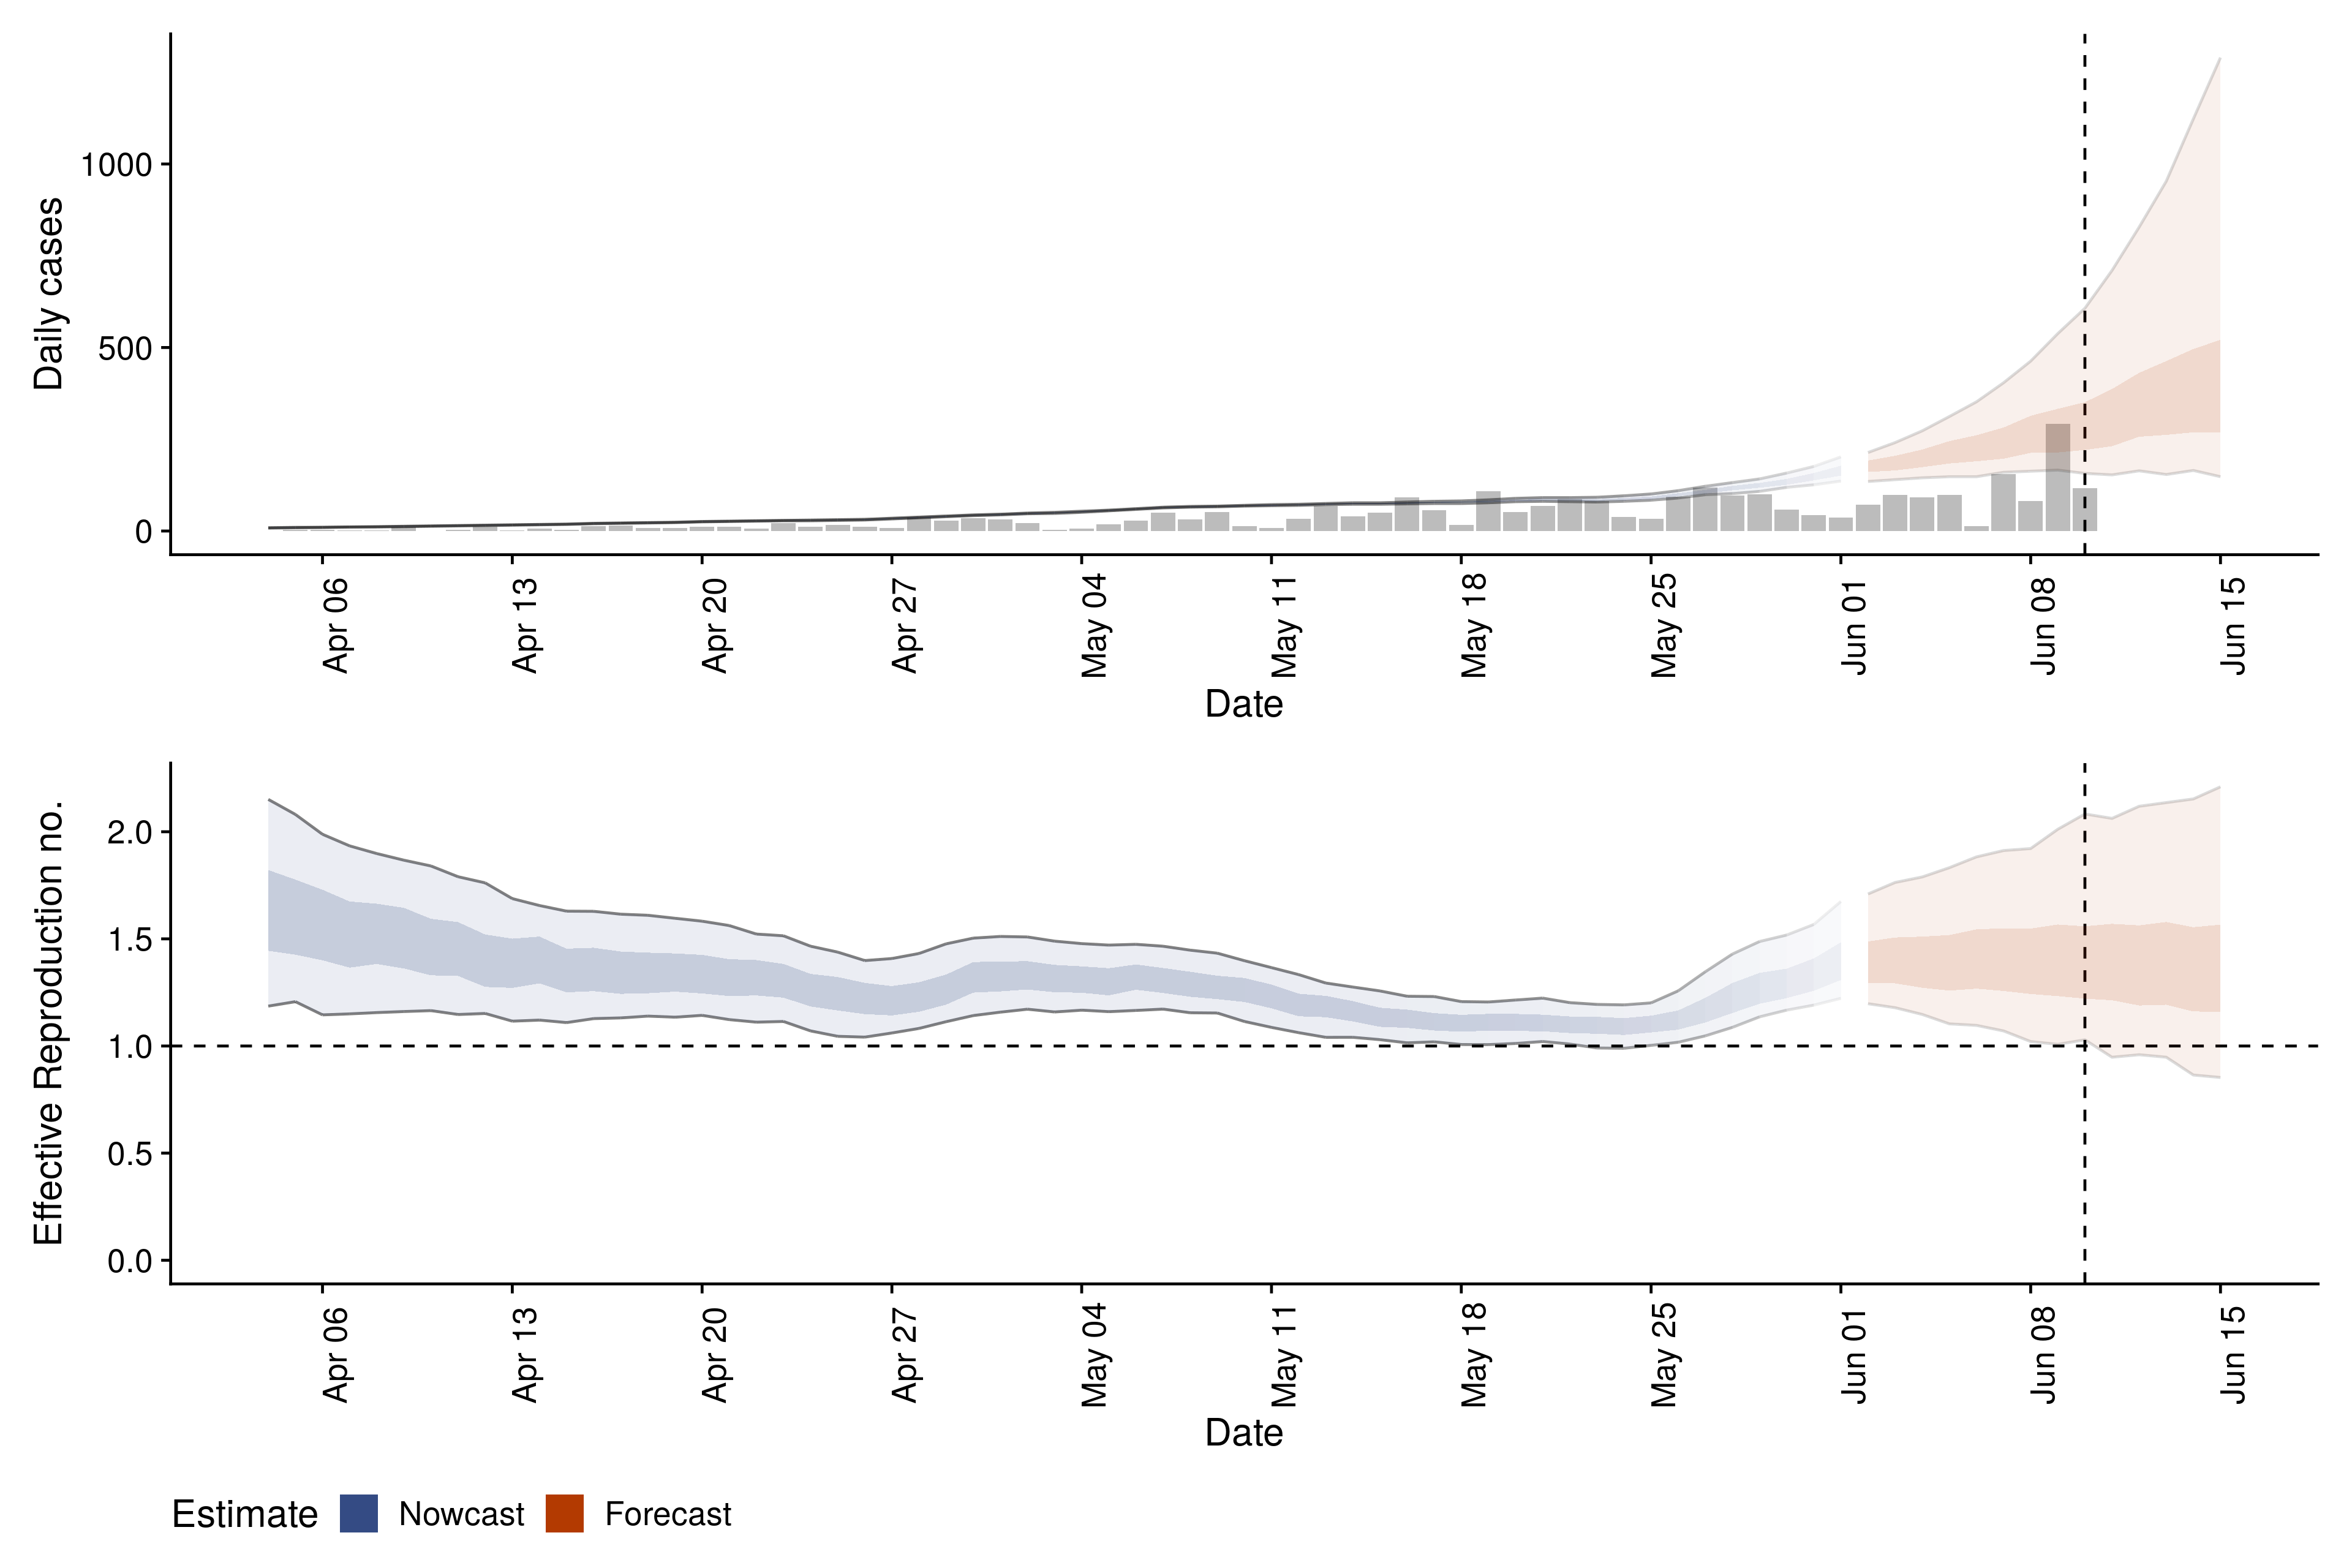 Daily cases
1000
500
0
Apr 06
Apr 13
Apr 20
Apr 27
May 04
May 11
May 18
May 25
Jun 01
Jun 08
Jun 15
Date
Effective Reproduction no.
2.0
1.5
1.0
0.5
0.0
Apr 06
Apr 13
Apr 20
Apr 27
May 04
May 11
May 18
May 25
Jun 01
Jun 08
Jun 15
Date
Estimate Nowcast Forecast